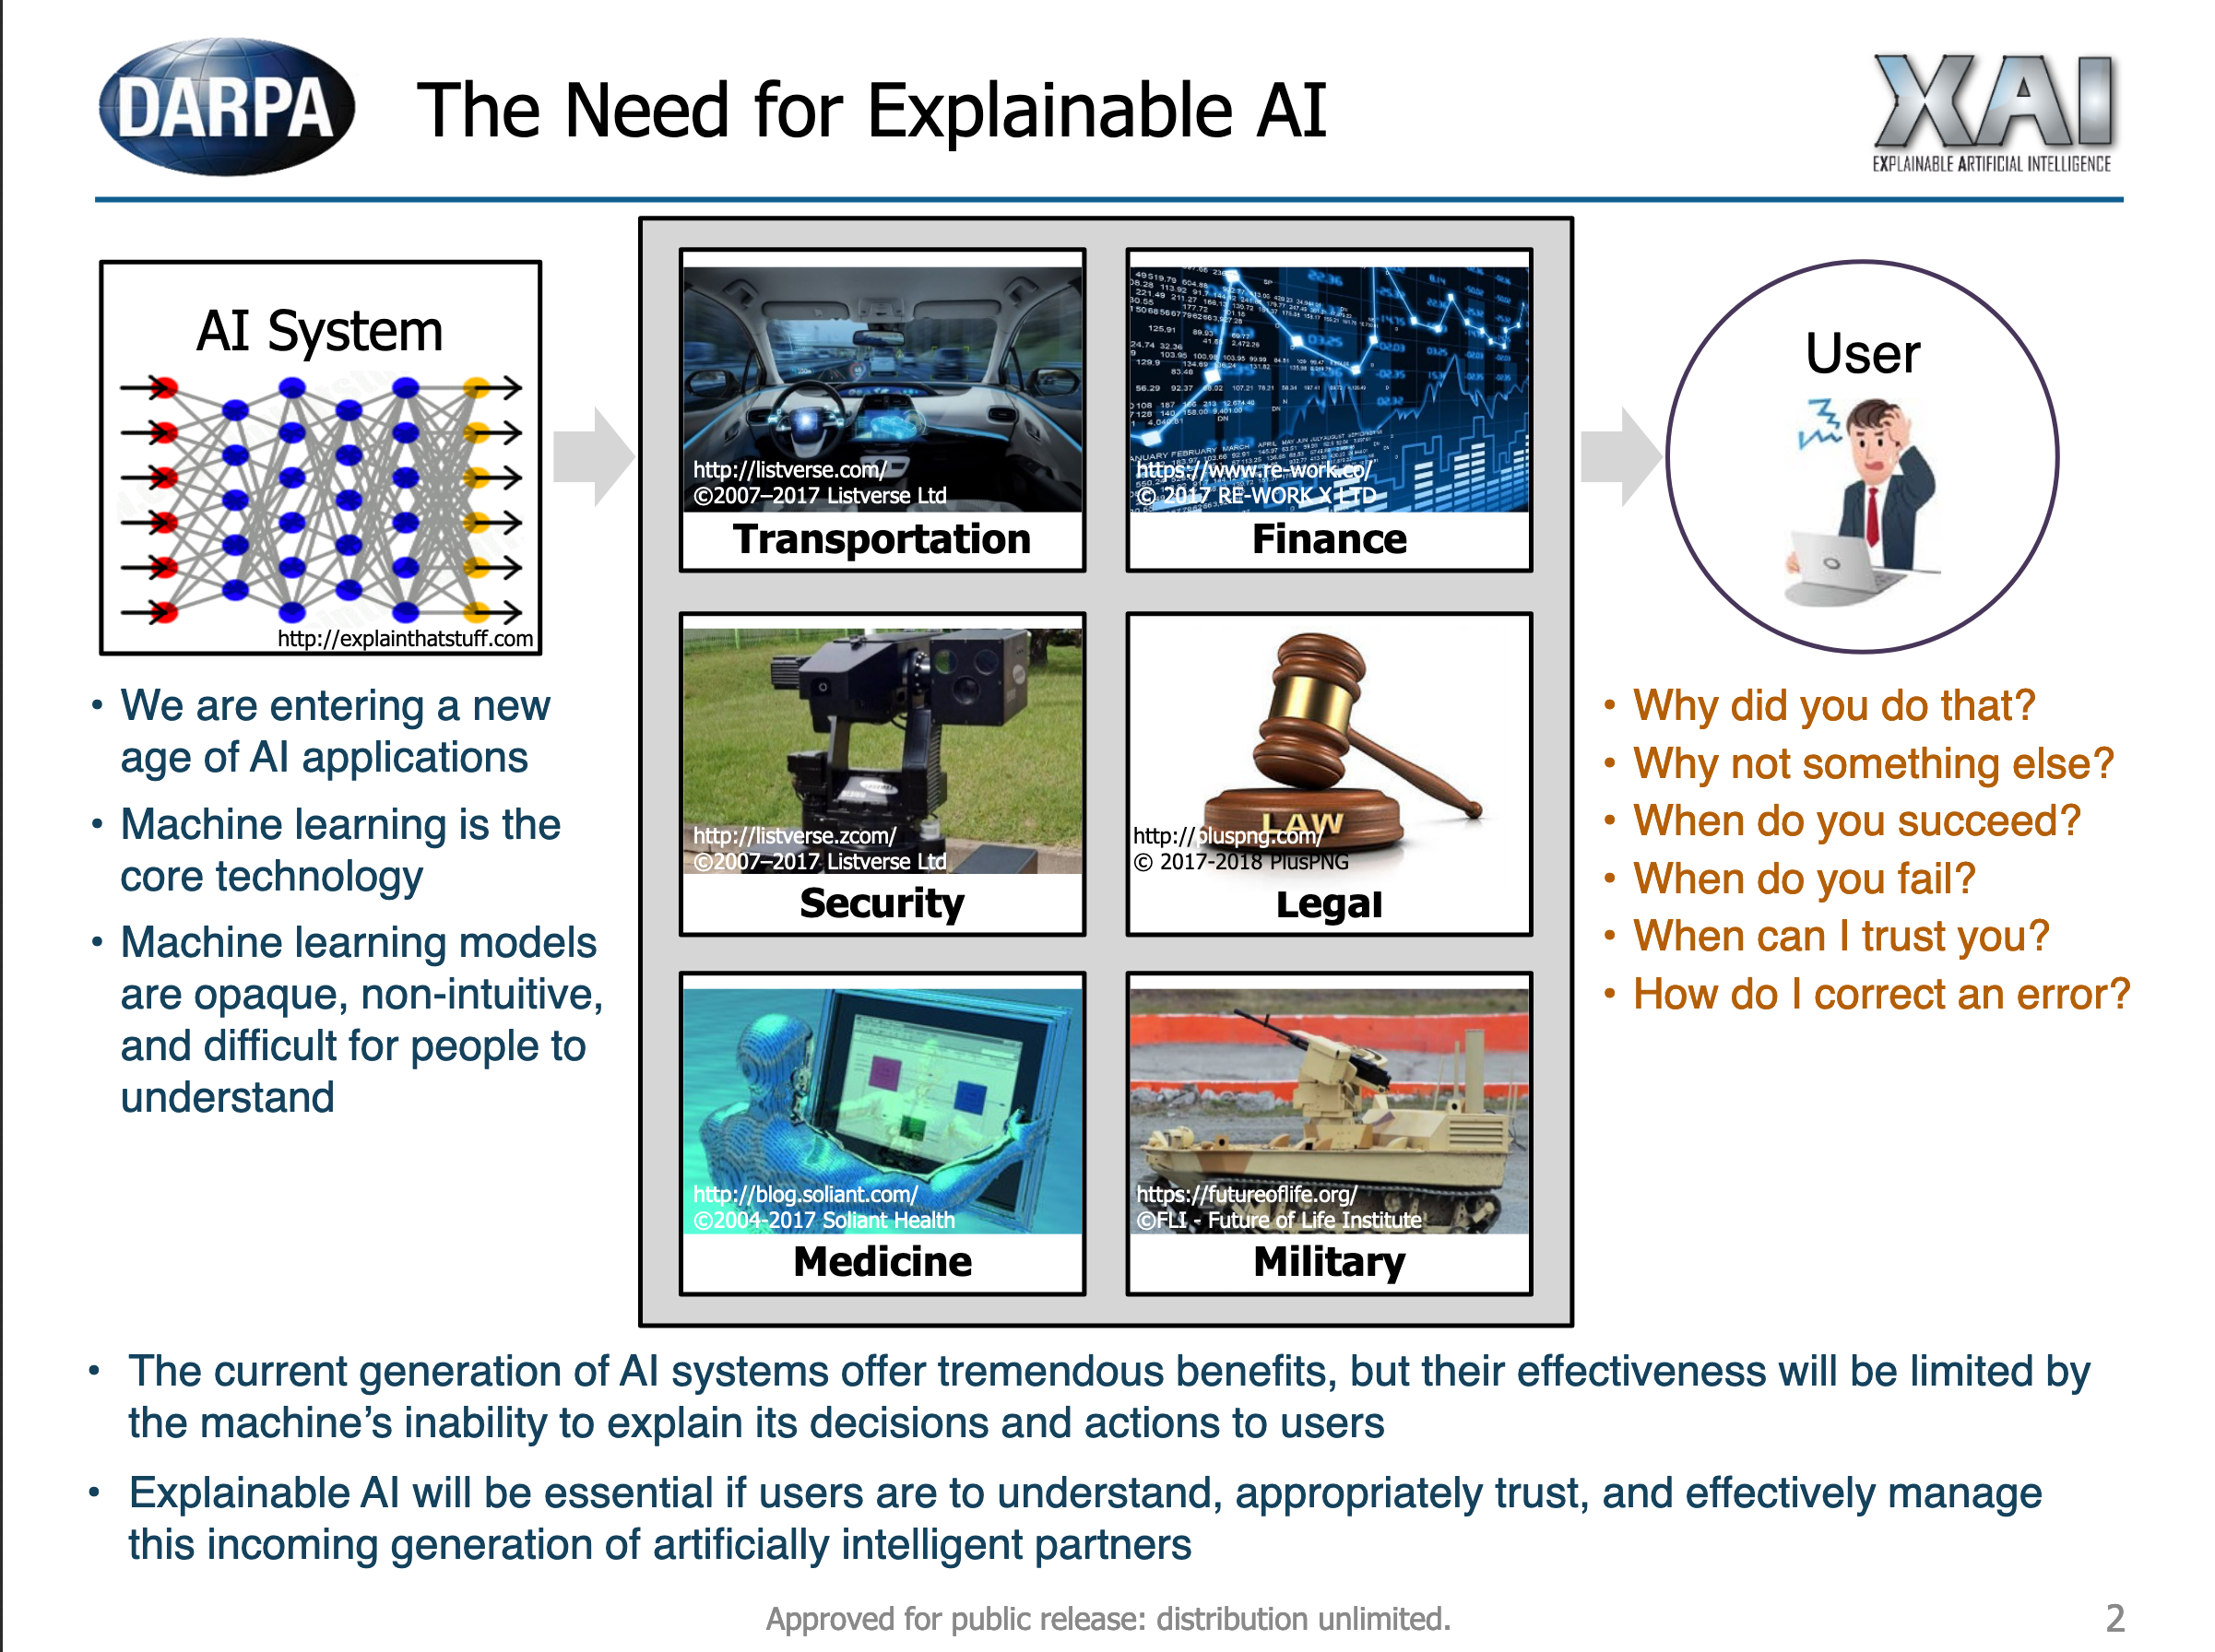 DARPA
The Need for Explainable AI
XAI
EXPLAINABLE ARTIFICIAL INTELLIGENCE
AI System
http://explainthatstuff.com
• We are entering a new
age of AI applications
• Machine learning is the
core technology
• Machine learning models
are opaque, non-intuitive,
and difficult for people to
understand
http://listverse.com/
©2007–2017 Listverse Ltd
Transportation
https://www.re-work.co/
© 2017 RE-WORK X LTD
Finance
http://listverse.zcom/
©2007–2017 Listverse Ltd
Security
LAW
http://pluspng.com/
© 2017-2018 PlusPNG
Legal
http://blog.soliant.com/
©2004-2017 Soliant Health
Medicine
https://futureoflife.org/
©FLI - Future of Life Institute
Military
User
• Why did you do that?
• Why not something else?
• When do you succeed?
• When do you fail?
• When can I trust you?
• How do I correct an error?
• The current generation of AI systems offer tremendous benefits, but their effectiveness will be limited by
the machine’s inability to explain its decisions and actions to users
• Explainable AI will be essential if users are to understand, appropriately trust, and effectively manage
this incoming generation of artificially intelligent partners
Approved for public release: distribution unlimited.
2